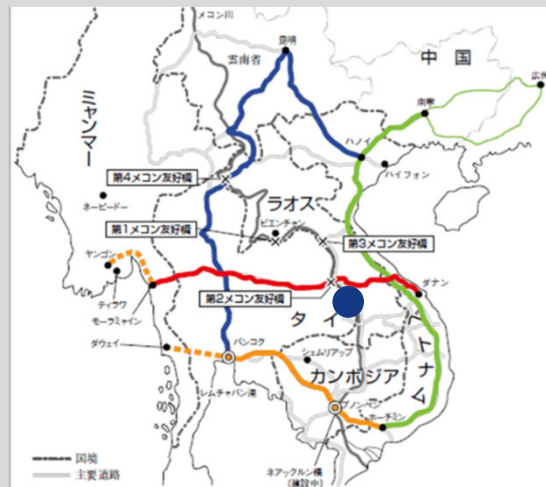 メコン川
昆明
雲南省
中国
広州
南寧
ミャンマー
ハノイ
ハイフォン
第4メコン友好橋
ラオス
ネーピードー
第1メコン友好橋
ビエンチャン
第3メコン友好橋
ヤンゴン
ティラワ
モーラミャイン
第2メコン友好橋
ダナン
タイ
ベトナム
ダウェイ
バンコク
シェムリアップ
カンボジア
レムチャバン港
プノンペン
ホーチミン
国境
主要道路
ネアックルン橋
(建設中)